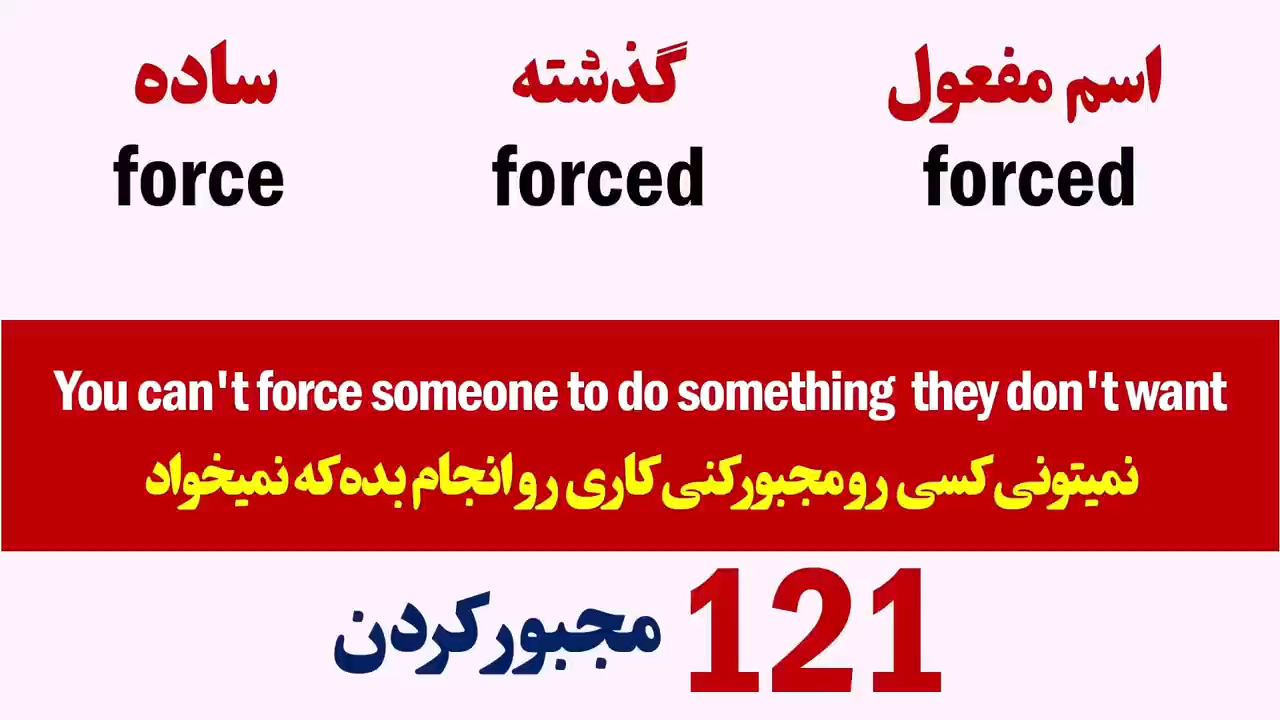 ساده گذشته اسم مفعول
force forced forced
You can't force someone to do something they don't want
نمیتونی کسی رو مجبور کنی کاری رو انجام بده که نمیخواد
121 مجبور کردن